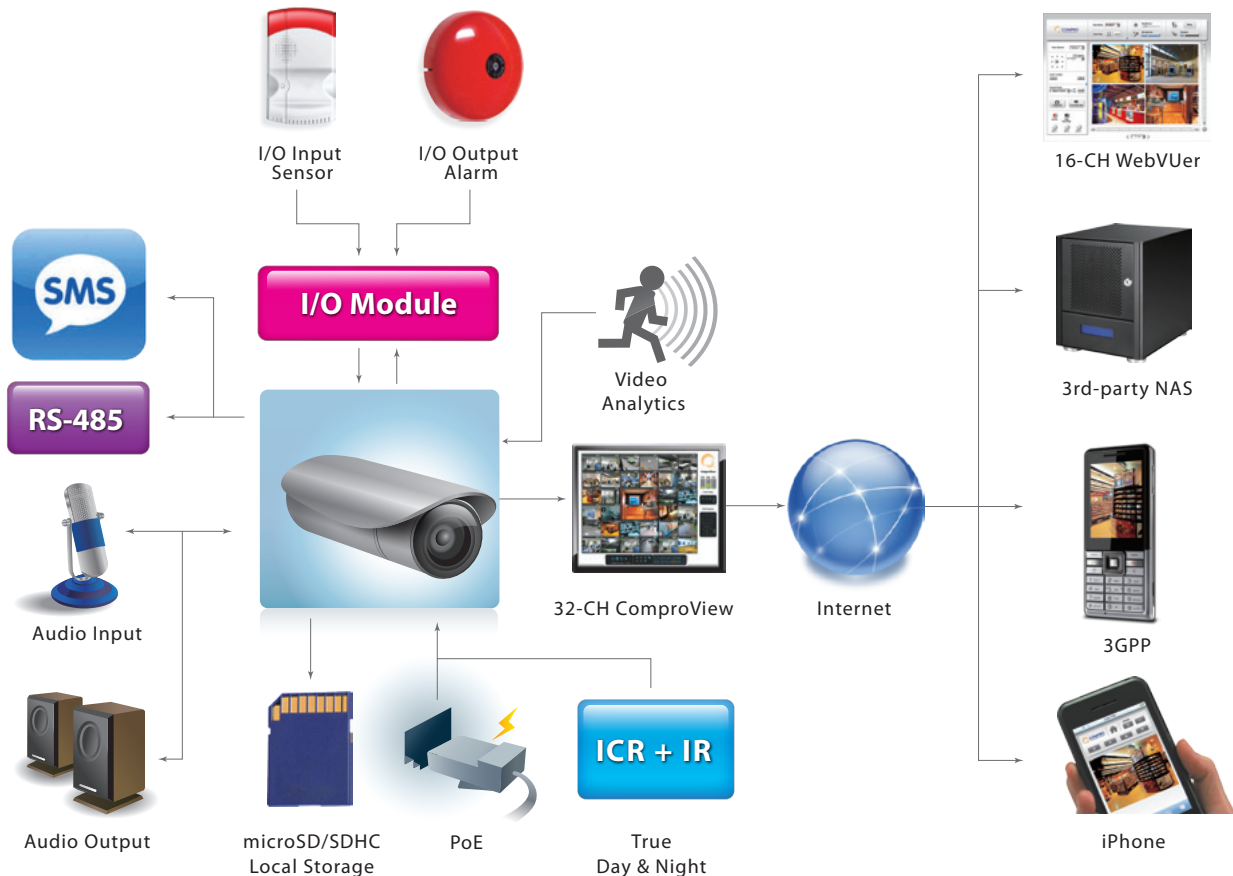 I/O Input
Sensor
I/O Output
Alarm
16-CH WebVUer
SMS
I/O Module
Video
Analytics
3rd-party NAS
RS-485
Audio Input
32-CH ComproView
Internet
3GPP
ICR + IR
Audio Output
microSD/SDHC
Local Storage
PoE
True
Day & Night
iPhone